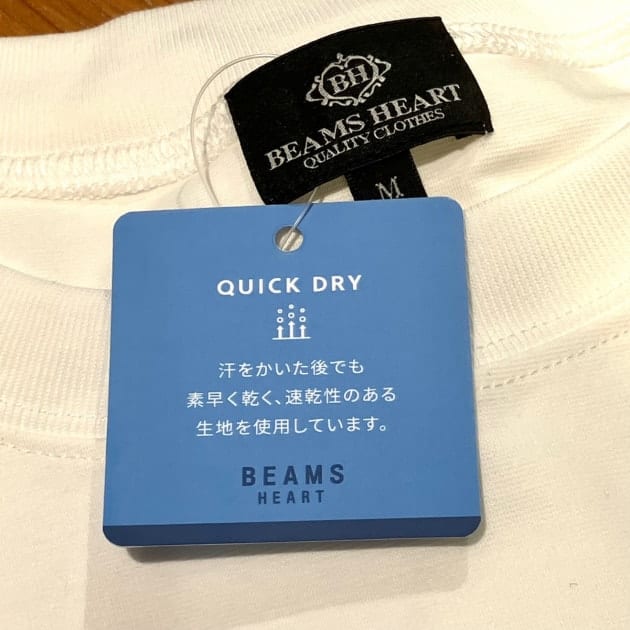 BH
BEAMS HEART
QUALITY CLOTHES
M
QUICK DRY
汗をかいた後でも
素早く乾く、速乾性のある
生地を使用しています。
BEAMS
HEART